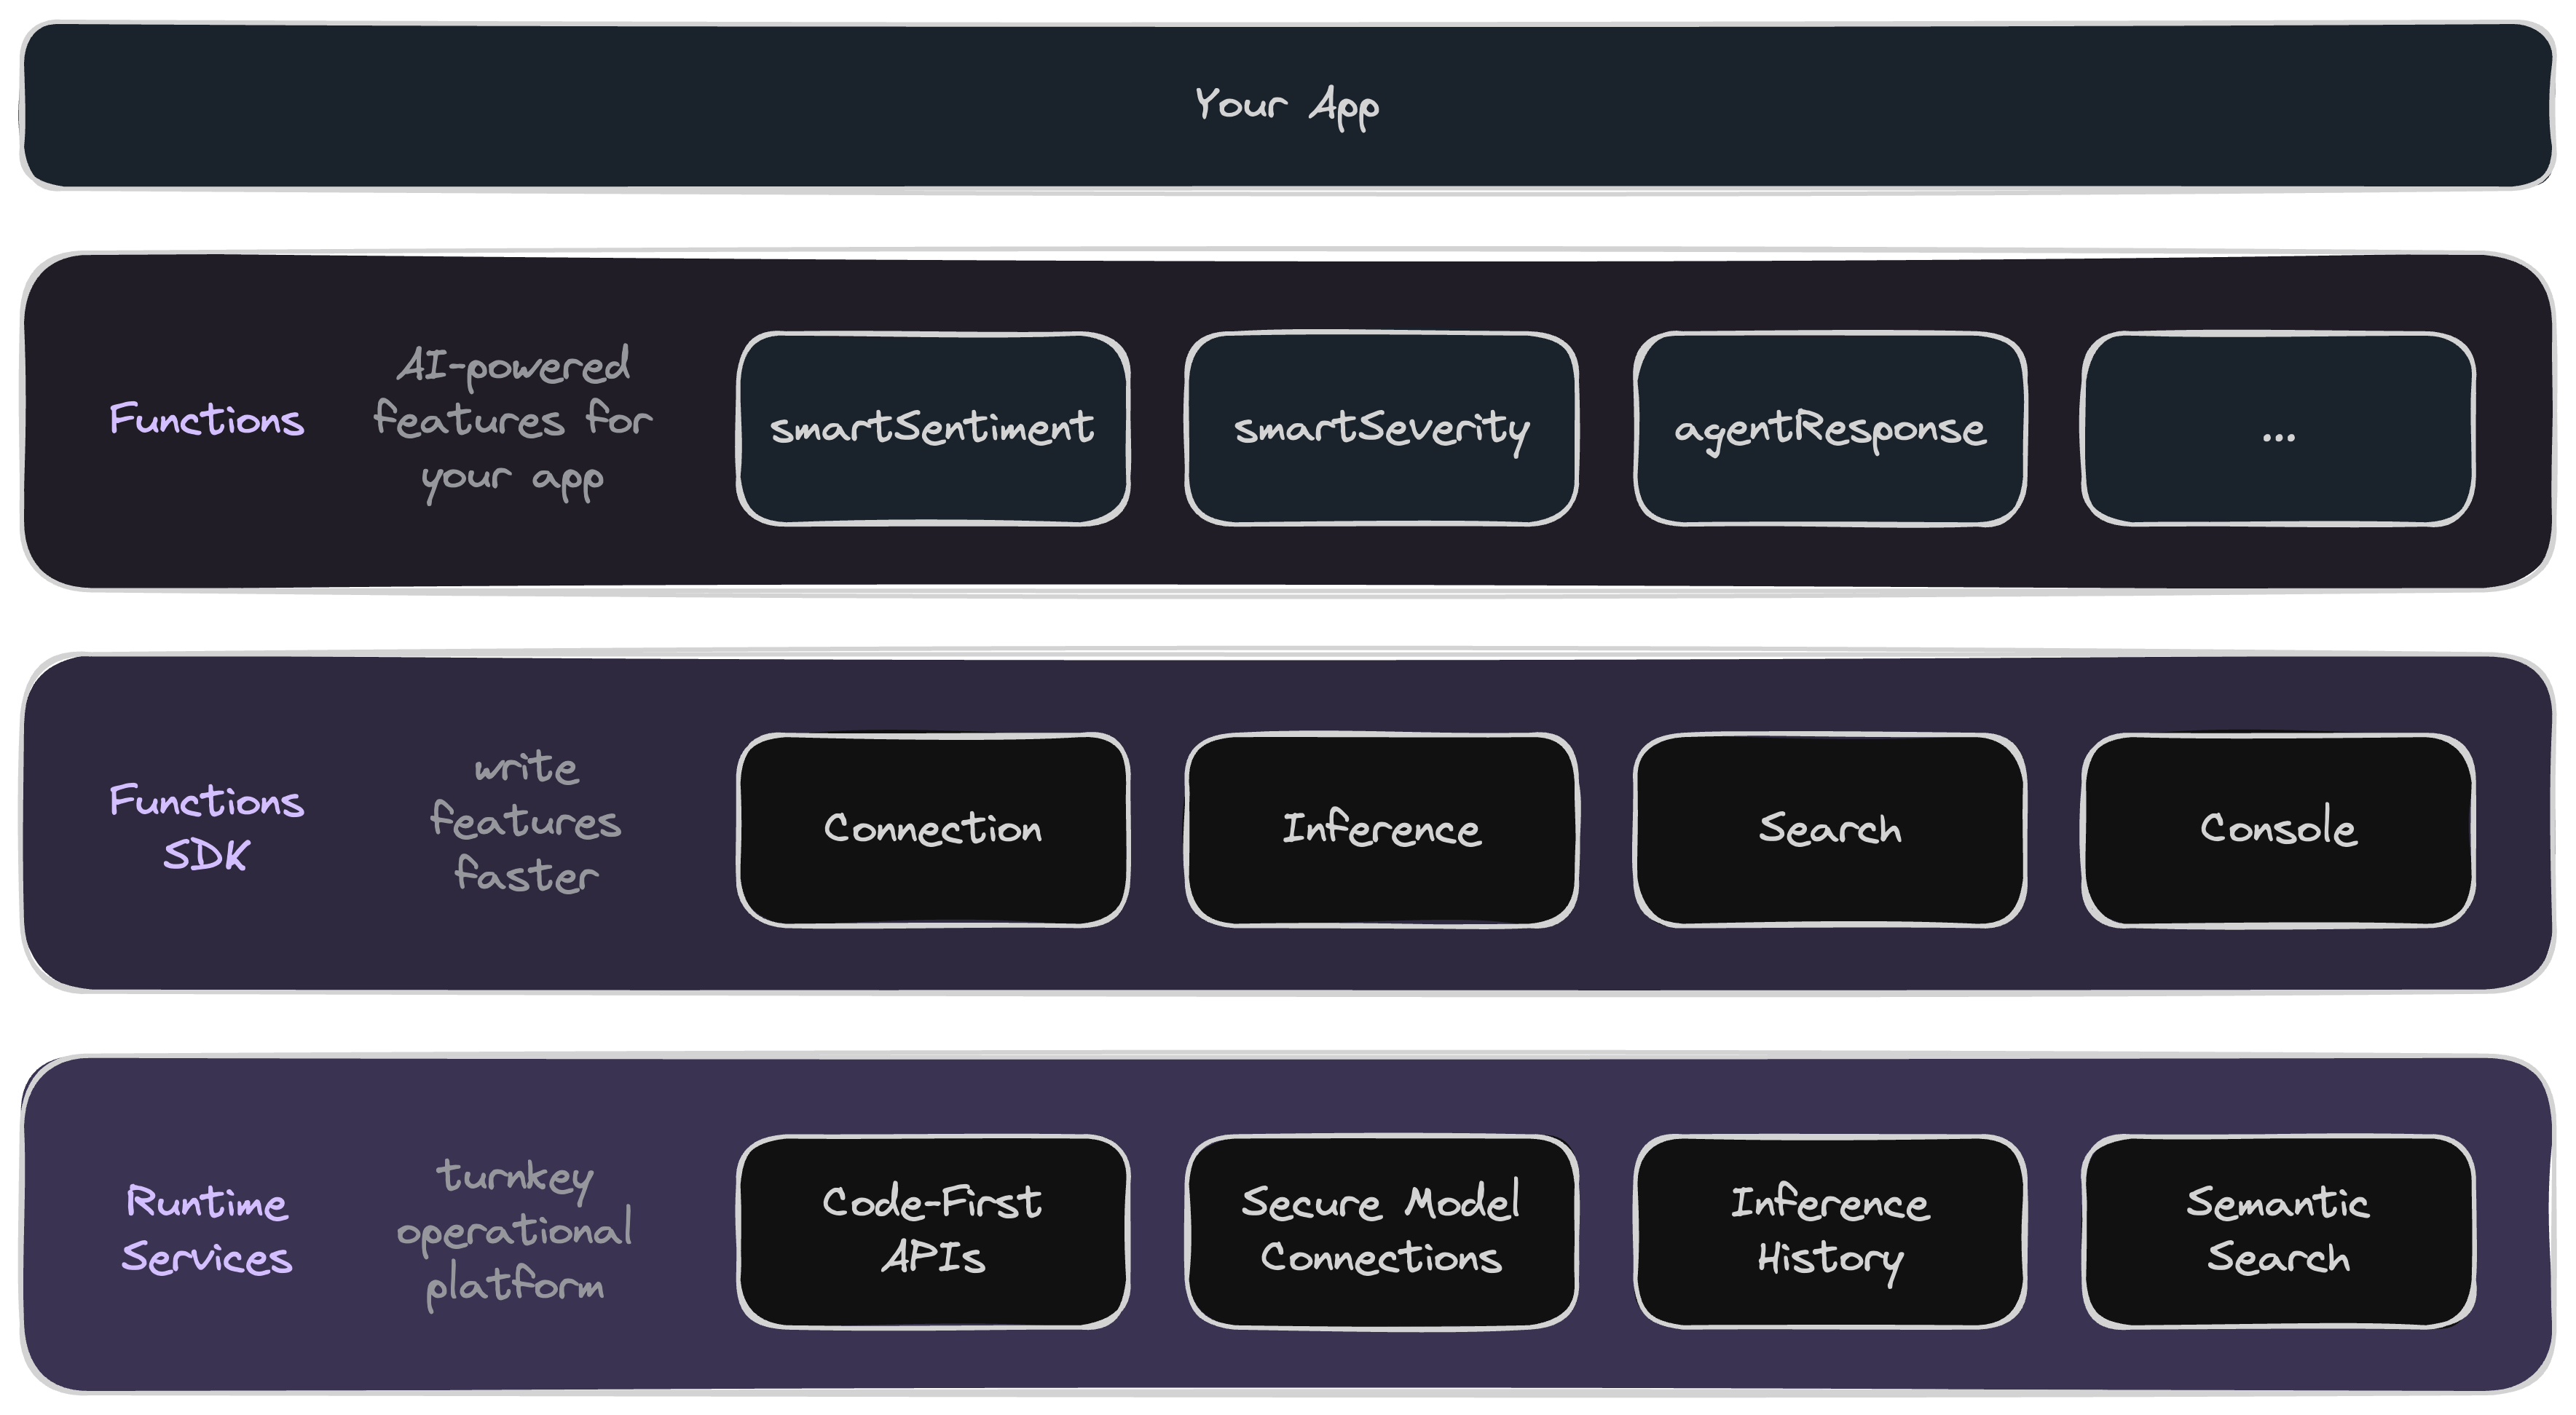 Your App
Functions
AI-powered
features for
your app
smartSentiment
smartSeverity
agentResponse
...
Functions
SDK
write
features
faster
Connection
Inference
Search
Console
Runtime
Services
turnkey
operational
platform
Code-First
APIs
Secure Model
Connections
Inference
History
Semantic
Search